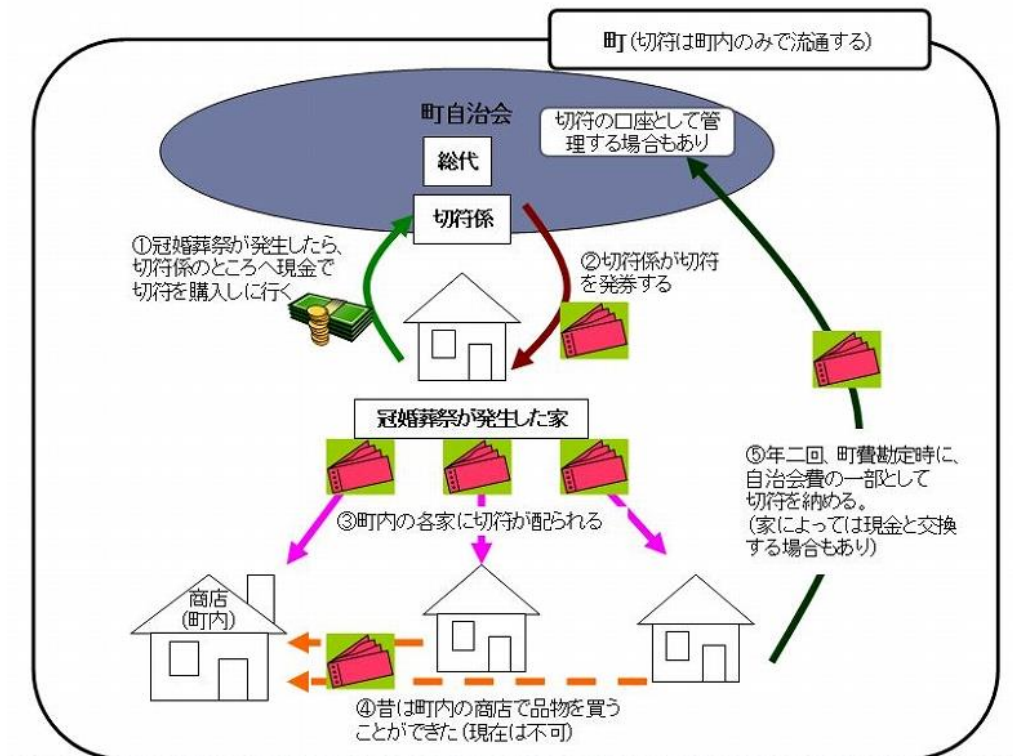 町(切符は町内のみで流通する)
町自治会
切符の口座として管
理する場合もあり
総代
切符係
①冠婚葬祭が発生したら、
切符係のところへ現金で
切符を購入しに行く
②切符係が切符
を発券する
冠婚葬祭が発生した家
③町内の各家に切符が配られる
⑤年二回、町費勘定時に、
自治会費の一部として
切符を納める。
(家によっては現金と交換
する場合もあり)
商店
(町内)
④昔は町内の商店で品物を買う
ことができた(現在は不可)